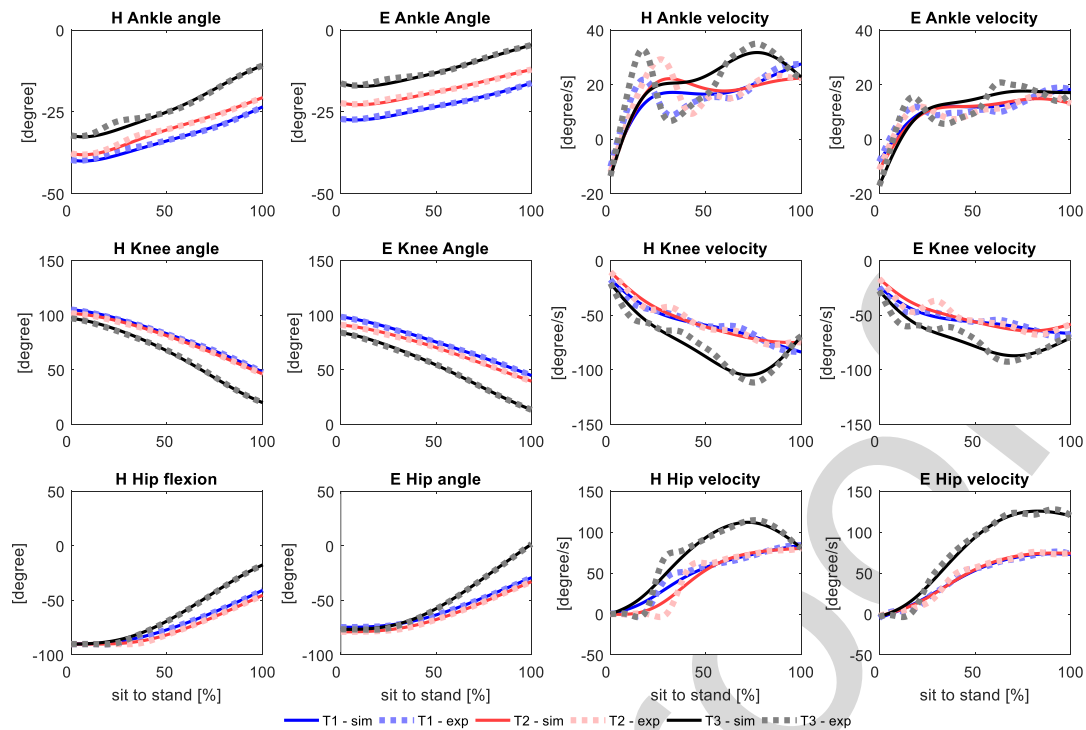 H Ankle angle
0
-25
-50
[degree]
0
50
100
E Ankle Angle
0
-25
-50
[degree]
0
50
100
H Ankle velocity
40
20
0
-20
[degree/s]
0
50
100
E Ankle velocity
40
20
0
-20
[degree/s]
0
50
100
H Knee angle
150
100
50
0
[degree]
0
50
100
E Knee Angle
150
100
50
0
[degree]
0
50
100
H Knee velocity
0
-50
-100
-150
[degree/s]
0
50
100
E Knee velocity
0
-50
-100
-150
[degree/s]
0
50
100
H Hip flexion
50
0
-50
-100
[degree]
0
50
100
sit to stand [%]
E Hip angle
50
0
-50
-100
[degree]
0
50
100
sit to stand [%]
H Hip velocity
150
100
50
0
-50
[degree/s]
0
50
100
sit to stand [%]
E Hip velocity
150
100
50
0
-50
[degree/s]
0
50
100
sit to stand [%]
T1 - sim T1 - exp T2 - sim T2 - exp T3 - sim T3 - exp